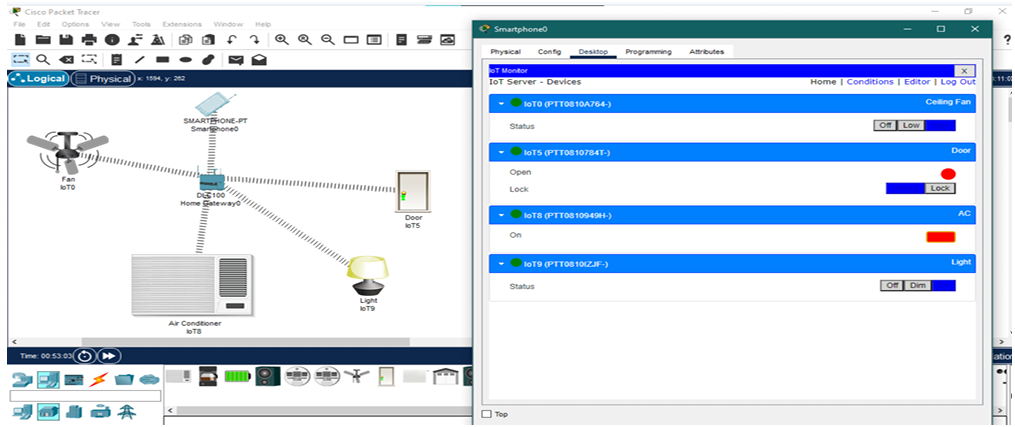 Cisco Packet Tracer
File Edit Options View Tools Extensions Window Help
Logical Physical x: 1594, y: 262
SMARTPHONE-PT
Smartphone0
Fan
IoT0
DLC100
Home Gateway0
Door
IoT5
Light
IoT9
Air Conditioner
IoT8
Time: 00:53:03
Smartphone0
Physical Config Desktop Programming Attributes
IoT Monitor X
IoT Server - Devices Home | Conditions | Editor | Log Out
IoT0 (PTT0810A764-) Ceiling Fan
Status Off Low
IoT5 (PTT0810784T-) Door
Open
Lock Lock
IoT8 (PTT0810949H-) AC
On
IoT9 (PTT0810IZJF-) Light
Status Off Dim
Top